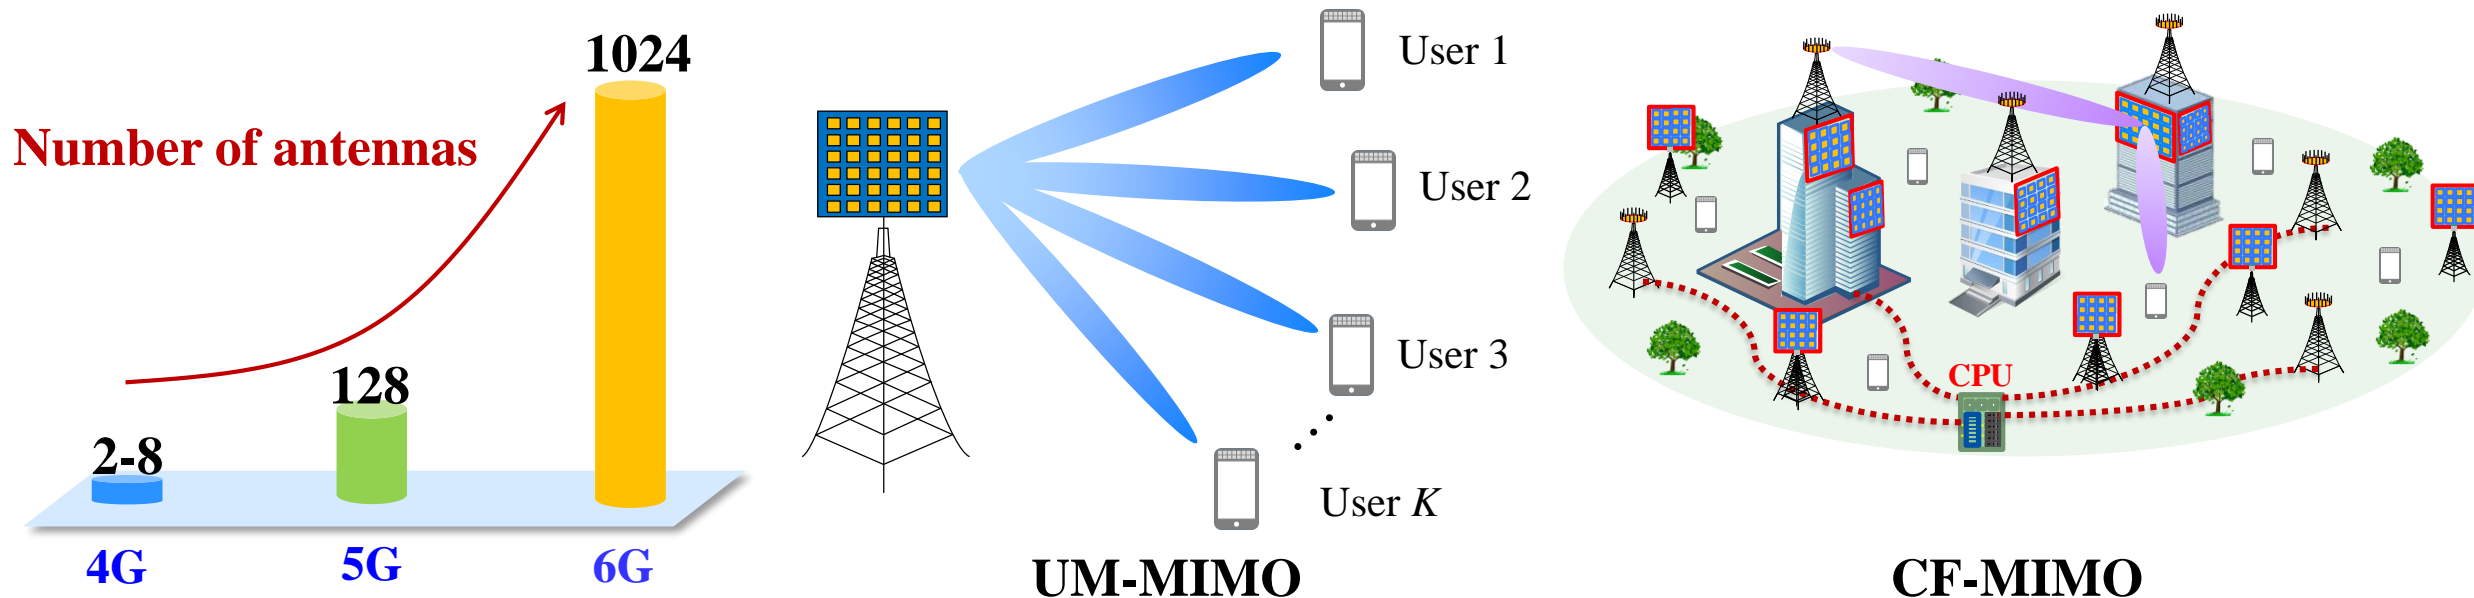 Number of antennas
2-8
128
1024
4G
5G
6G
User 1
User 2
User 3
User K
UM-MIMO
CPU
CF-MIMO